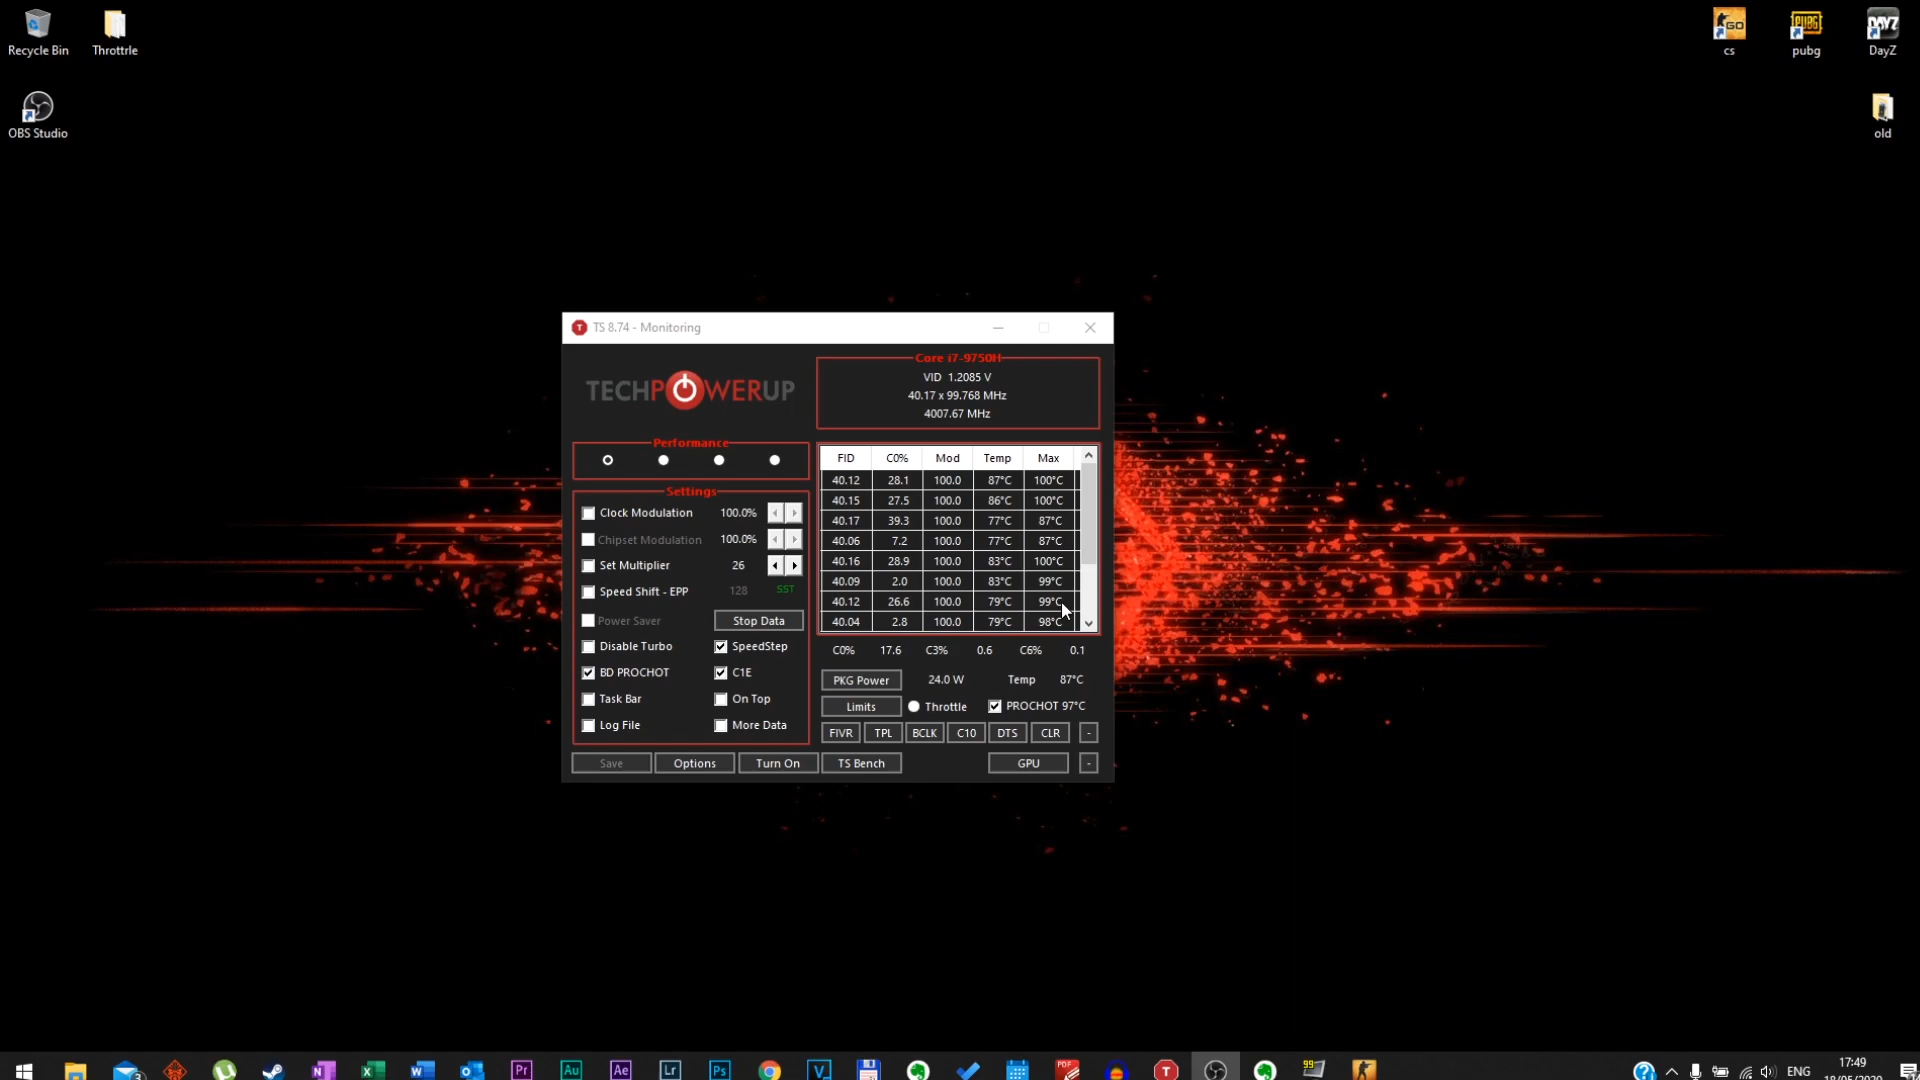 Recycle Bin
Throttrle
OBS Studio
cs
pubg
DayZ
old
TS 8.74 - Monitoring
TECHPOWERUP
Core i7-9750H
VID 1.2085 V
40.17 x 99.768 MHz
4007.67 MHz
Performance
Settings
Clock Modulation 100.0%
Chipset Modulation 100.0%
Set Multiplier 26
Speed Shift - EPP 128 SST
Power Saver Stop Data
Disable Turbo SpeedStep
BD PROCHOT C1E
Task Bar On Top
Log File More Data
Save Options Turn On TS Bench GPU -
FID C0% Mod Temp Max
40.12 28.1 100.0 87°C 100°C
40.15 27.5 100.0 86°C 100°C
40.17 39.3 100.0 77°C 87°C
40.06 7.2 100.0 77°C 87°C
40.16 28.9 100.0 83°C 100°C
40.09 2.0 100.0 83°C 99°C
40.12 26.6 100.0 79°C 99°C
40.04 2.8 100.0 79°C 98°C
C0% 17.6 C3% 0.6 C6% 0.1
PKG Power 24.0 W Temp 87°C
Limits Throttle PROCHOT 97°C
FIVR TPL BCLK C10 DTS CLR -
Pr Au Ae Lr Ps
PDF
99
ENG
17:49